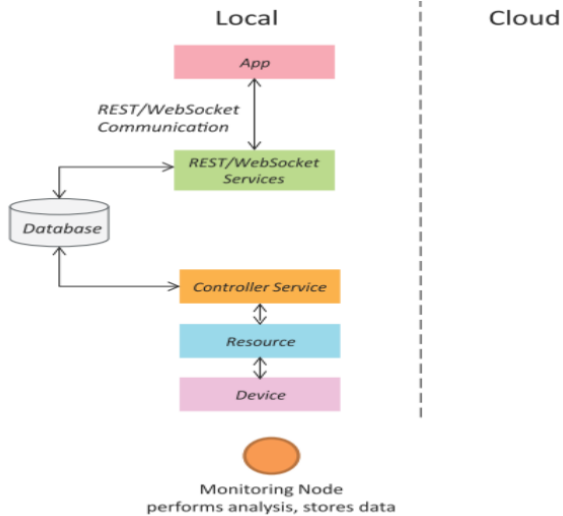 Local
Cloud
App
REST/WebSocket
Communication
REST/WebSocket
Services
Database
Controller Service
Resource
Device
Monitoring Node
performs analysis, stores data